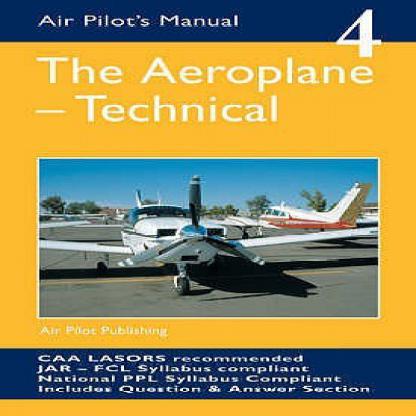 Air Pilot's Manual
4
The Aeroplane
– Technical
Air Pilot Publishing
CAA LASORS recommended
JAR – FCL Syllabus compliant
National PPL Syllabus Compliant
Includes Question & Answer Section